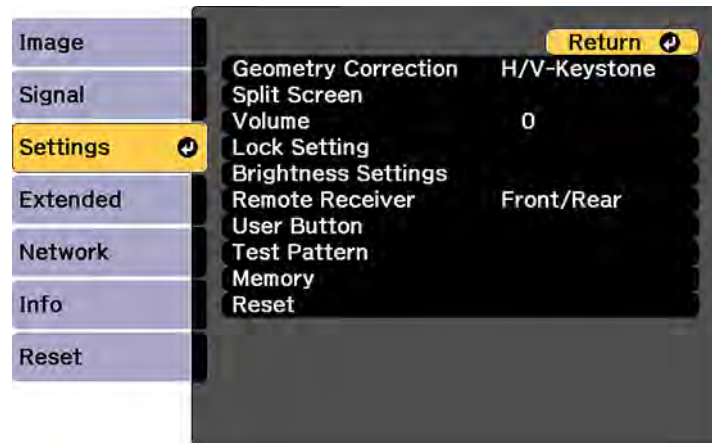 Image
Signal
Settings
Extended
Network
Info
Reset
Return
Geometry Correction H/V-Keystone
Split Screen
Volume 0
Lock Setting
Brightness Settings
Remote Receiver Front/Rear
User Button
Test Pattern
Memory
Reset